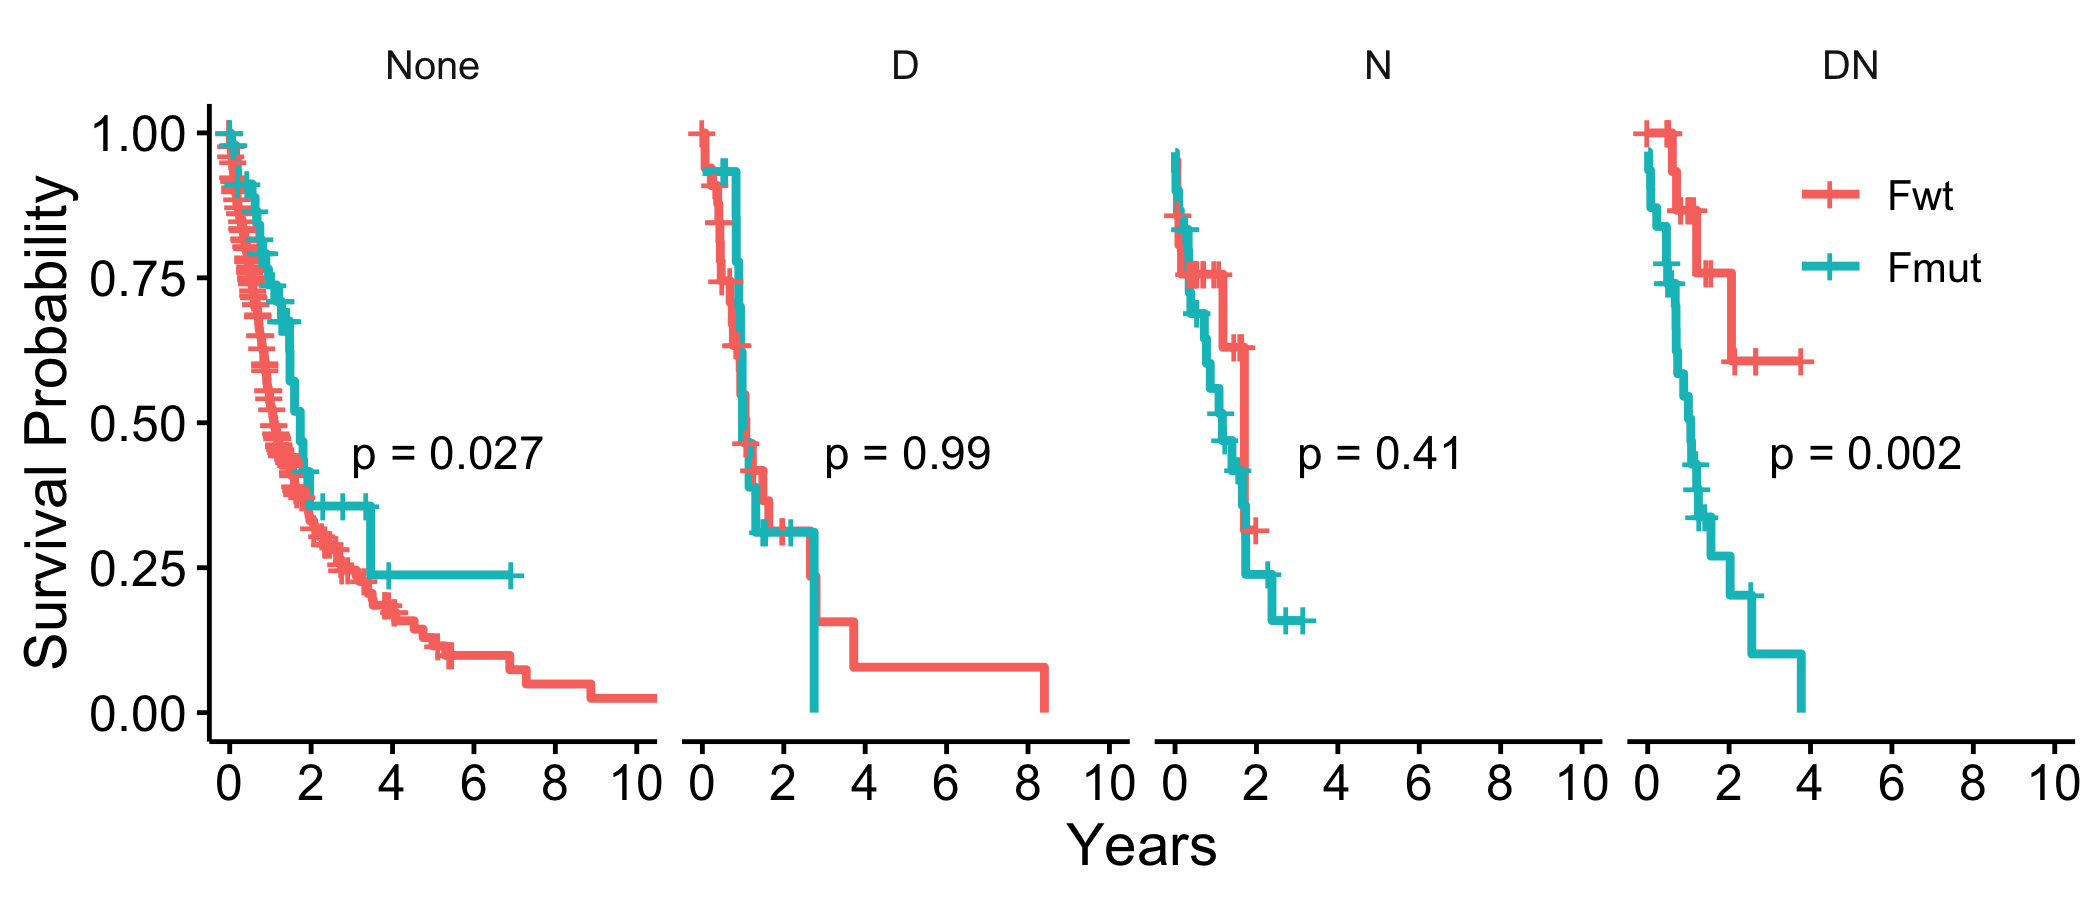 None D N DN
1.00
0.75
0.50
0.25
0.00
Survival Probability
p = 0.027 p = 0.99 p = 0.41 p = 0.002
Fwt
Fmut
0 2 4 6 8 10 0 2 4 6 8 10 0 2 4 6 8 10 0 2 4 6 8 10
Years